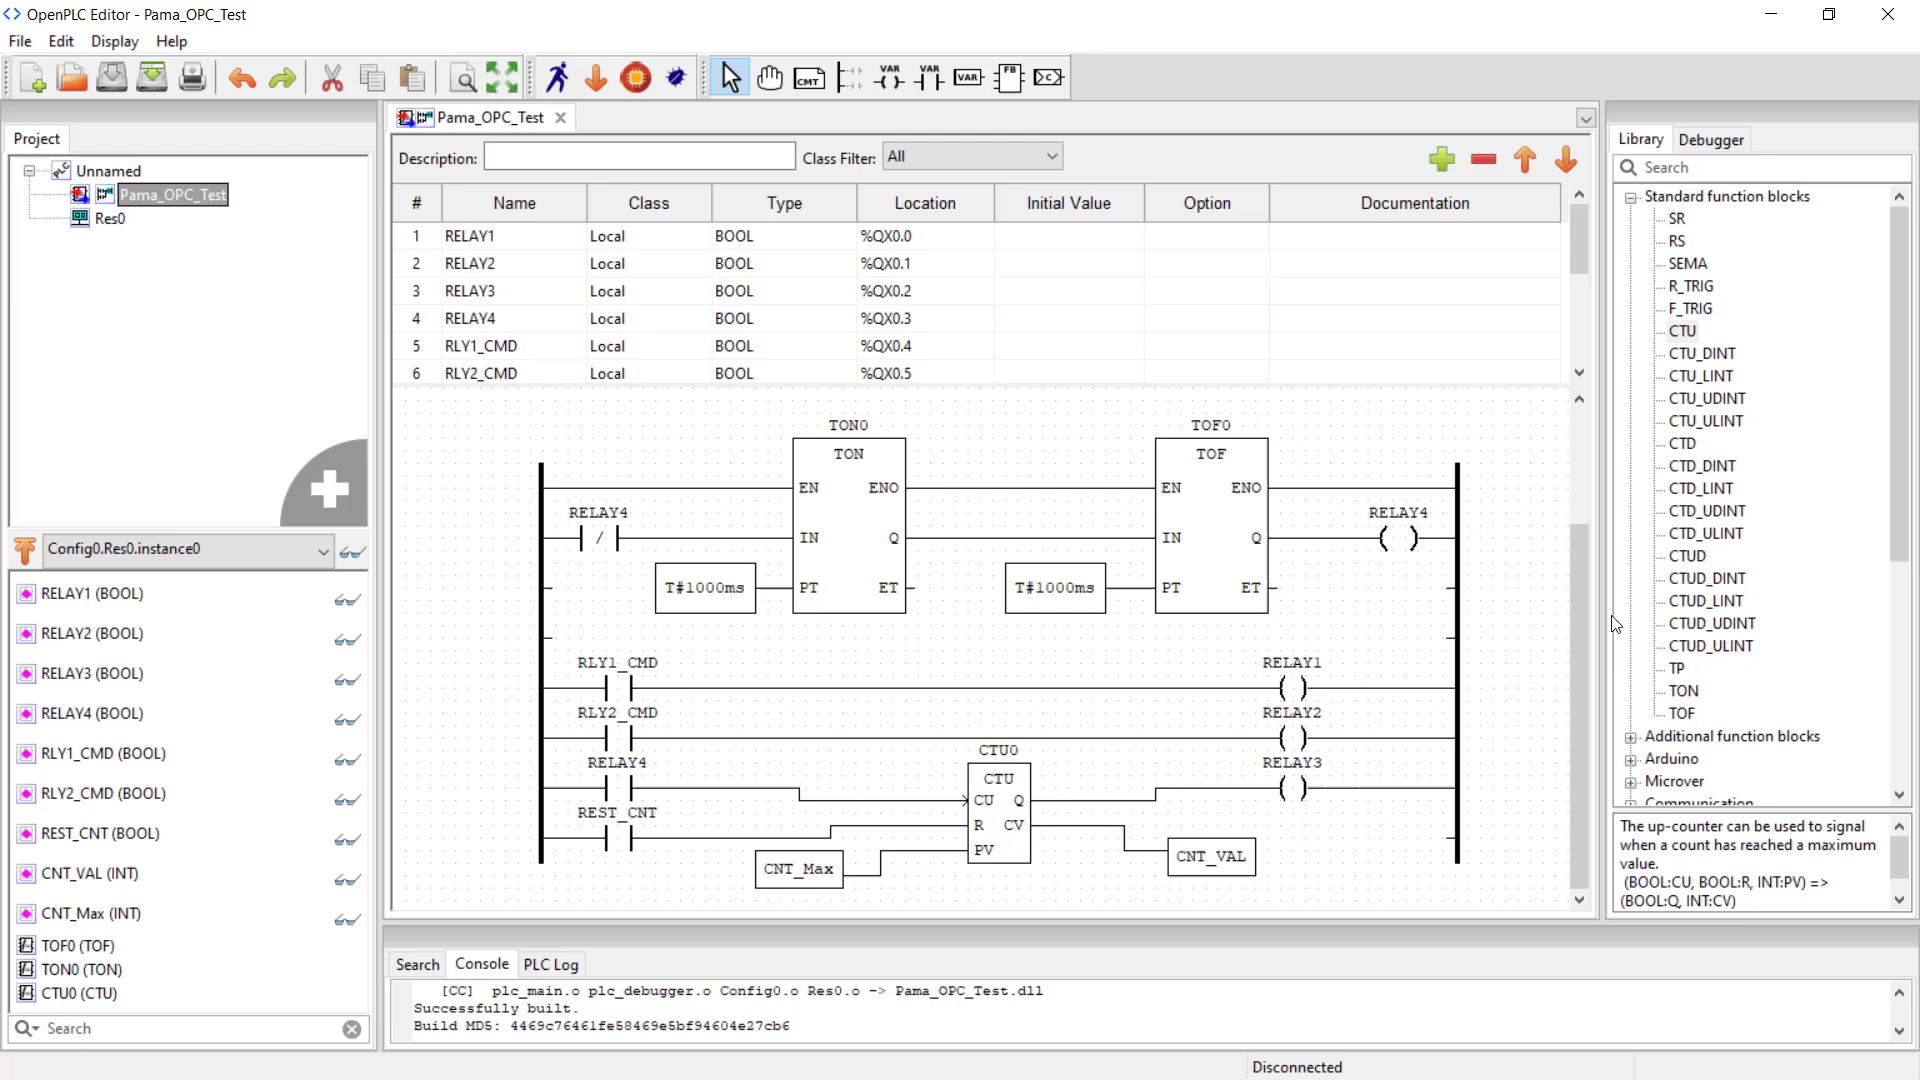 OpenPLC Editor - Pama_OPC_Test
File Edit Display Help
CMT VAR VAR VAR FB C
Project
Unnamed
Pama_OPC_Test
Res0
Config0.Res0.instance0
RELAY1 (BOOL)
RELAY2 (BOOL)
RELAY3 (BOOL)
RELAY4 (BOOL)
RLY1_CMD (BOOL)
RLY2_CMD (BOOL)
REST_CNT (BOOL)
CNT_VAL (INT)
CNT_Max (INT)
TOF0 (TOF)
TON0 (TON)
CTU0 (CTU)
Search
Pama_OPC_Test
Description: Class Filter: All
# Name Class Type Location Initial Value Option Documentation
1 RELAY1 Local BOOL %QX0.0
2 RELAY2 Local BOOL %QX0.1
3 RELAY3 Local BOOL %QX0.2
4 RELAY4 Local BOOL %QX0.3
5 RLY1_CMD Local BOOL %QX0.4
6 RLY2_CMD Local BOOL %QX0.5
TON0 TOF0
TON TOF
EN ENO EN ENO
RELAY4 RELAY4
IN Q IN Q
T#1000ms PT ET T#1000ms PT ET
RLY1_CMD RELAY1
RLY2_CMD RELAY2
CTU0
RELAY4 RELAY3
CTU
CU Q
REST_CNT
R CV
PV
CNT_VAL
CNT_Max
Search Console PLC Log
[CC] plc_main.o plc_debugger.o Config0.o Res0.o -> Pama_OPC_Test.dll
Successfully built.
Build MD5: 4469c76461fe58469e5bf94604e27cb6
Library Debugger
Search
Standard function blocks
SR
RS
SEMA
R_TRIG
F_TRIG
CTU
CTU_DINT
CTU_LINT
CTU_UDINT
CTU_ULINT
CTD
CTD_DINT
CTD_LINT
CTD_UDINT
CTD_ULINT
CTUD
CTUD_DINT
CTUD_LINT
CTUD_UDINT
CTUD_ULINT
TP
TON
TOF
Additional function blocks
Arduino
Microver
Communication
The up-counter can be used to signal
when a count has reached a maximum
value.
(BOOL:CU, BOOL:R, INT:PV) =>
(BOOL:Q, INT:CV)
Disconnected